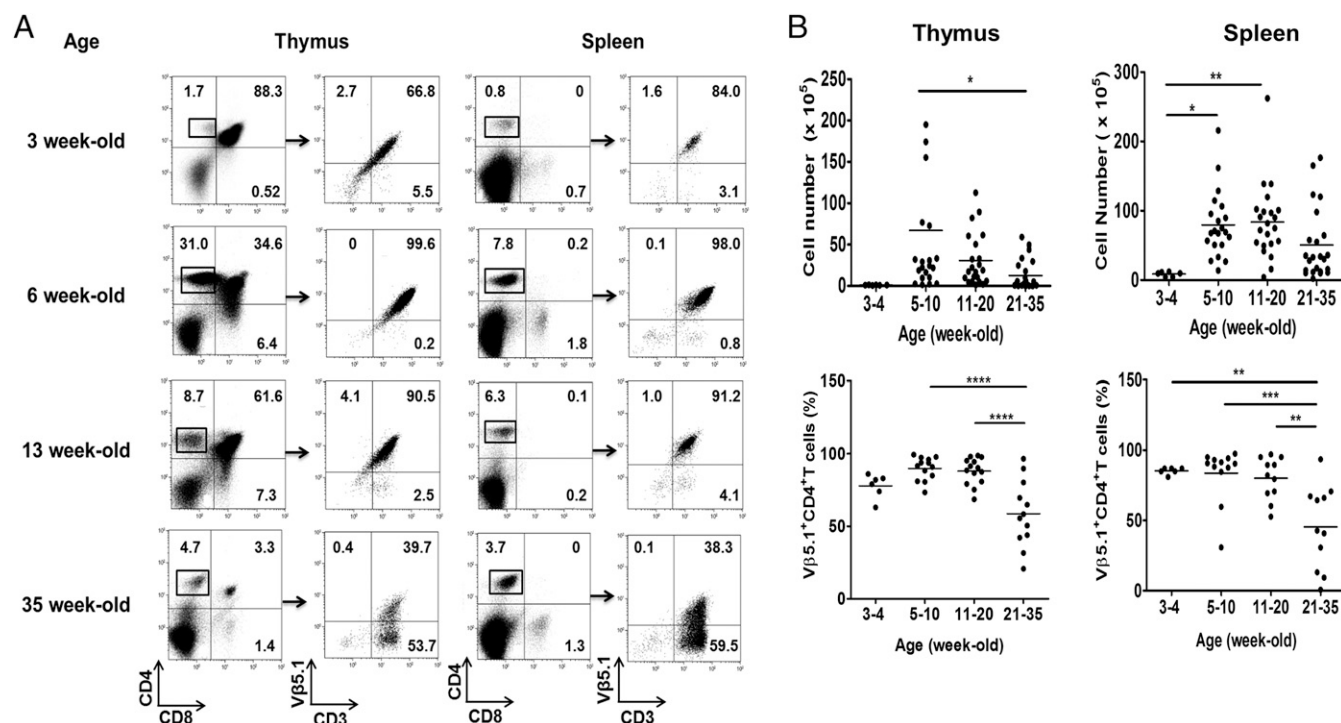 A
Age
Thymus
Spleen
3 week-old
1.7 88.3
0.52
2.7 66.8
5.5
0.8 0
0.7
1.6 84.0
3.1
6 week-old
31.0 34.6
6.4
0 99.6
0.2
7.8 0.2
1.8
0.1 98.0
0.8
13 week-old
8.7 61.6
7.3
4.1 90.5
2.5
6.3 0.1
0.2
1.0 91.2
4.1
35 week-old
4.7 3.3
1.4
0.4 39.7
53.7
3.7 0
1.3
0.1 38.3
59.5
CD4
CD8
Vβ5.1
CD3
CD4
CD8
Vβ5.1
CD3
B
Thymus
Cell number (x 10⁵)
250
200
150
100
50
0
*
3-4 5-10 11-20 21-35
Age (week-old)
Spleen
Cell Number ( x 10⁵)
300
200
100
0
**
*
3-4 5-10 11-20 21-35
Age (week-old)
Vβ5.1⁺CD4⁺T cells (%)
150
100
50
0
****
****
3-4 5-10 11-20 21-35
Age (week-old)
Vβ5.1⁺CD4⁺T cells (%)
150
100
50
0
**
***
**
3-4 5-10 11-20 21-35
Age (week-old)